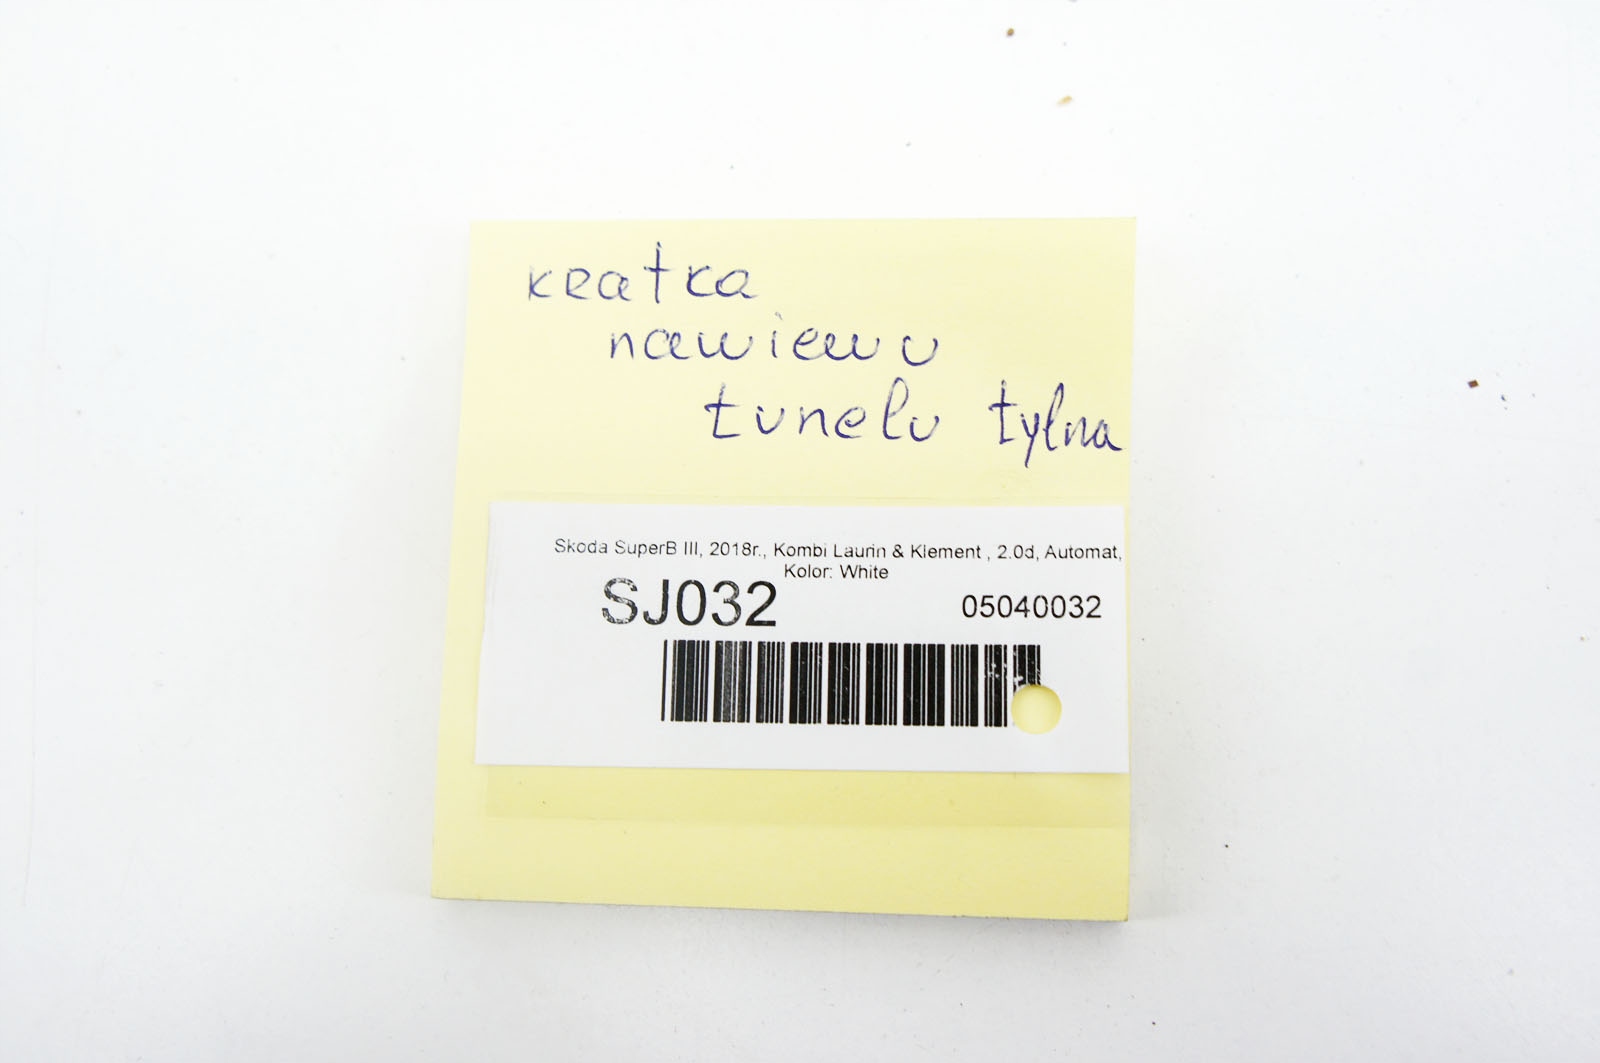 kratka
nawiewu
tunelu tylna
Skoda SuperB III, 2018r., Kombi Laurin & Klement , 2.0d, Automat,
Kolor: White
SJ032
05040032